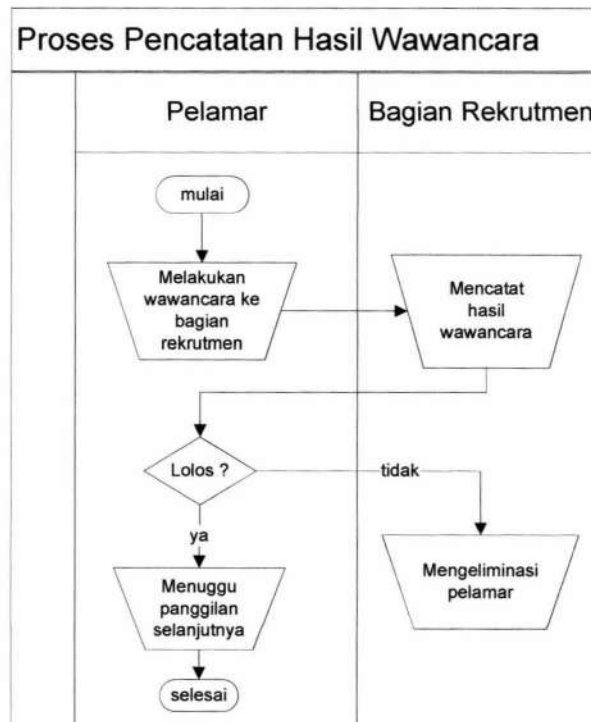 Proses Pencatatan Hasil Wawancara
Pelamar
Bagian Rekrutmen
mulai
Melakukan
wawancara ke
bagian
rekrutmen
Mencatat
hasil
wawancara
Lolos ?
tidak
ya
Mengeliminasi
pelamar
Menuggu
panggilan
selanjutnya
selesai